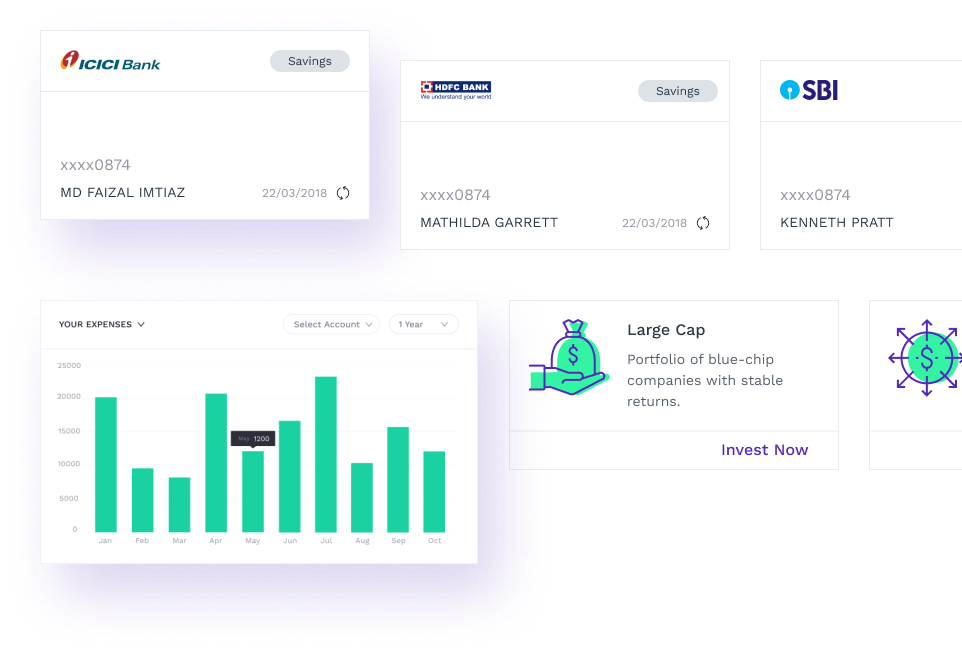 ICICI Bank
Savings
xxxx0874
MD FAIZAL IMTIAZ
22/03/2018
HDFC BANK
We understand your world
Savings
xxxx0874
MATHILDA GARRETT
22/03/2018
SBI
xxxx0874
KENNETH PRATT
YOUR EXPENSES
Select Account
1 Year
25000
20000
15000
10000
5000
0
May 1200
Jan Feb Mar Apr May Jun Jul Aug Sep Oct
$
Large Cap
Portfolio of blue-chip
companies with stable
returns.
Invest Now
$